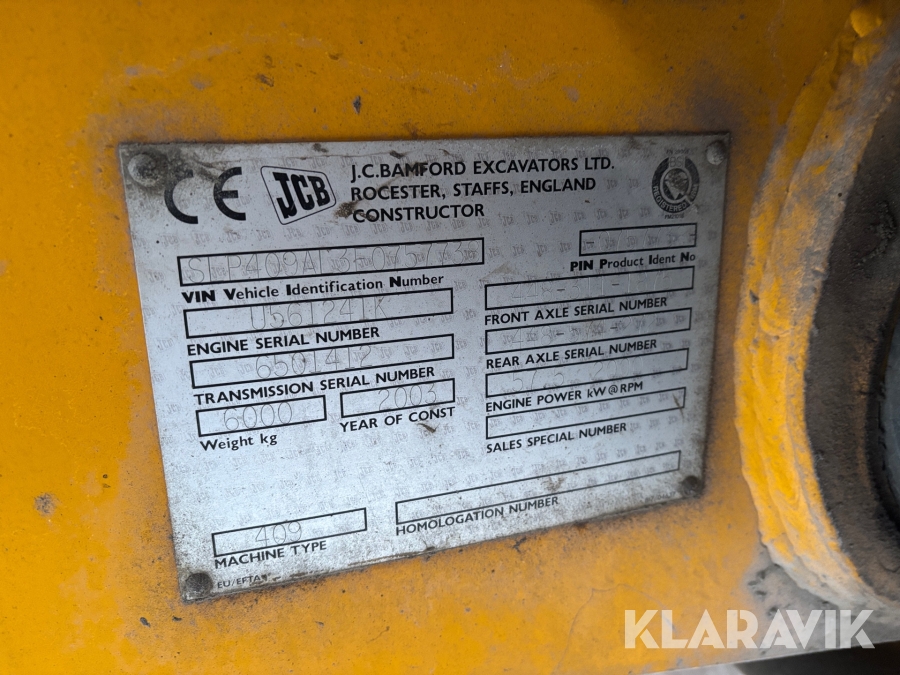 CE JCB J.C.BAMFORD EXCAVATORS LTD.
ROCESTER, STAFFS, ENGLAND
CONSTRUCTOR
VIN Vehicle Identification Number
PIN Product Ident No
ENGINE SERIAL NUMBER
FRONT AXLE SERIAL NUMBER
6501412
TRANSMISSION SERIAL NUMBER
REAR AXLE SERIAL NUMBER
6000
2003
Weight kg
YEAR OF CONST
ENGINE POWER kW@RPM
SALES SPECIAL NUMBER
409
MACHINE TYPE
HOMOLOGATION NUMBER
EU/EFTA
KLARAVIK